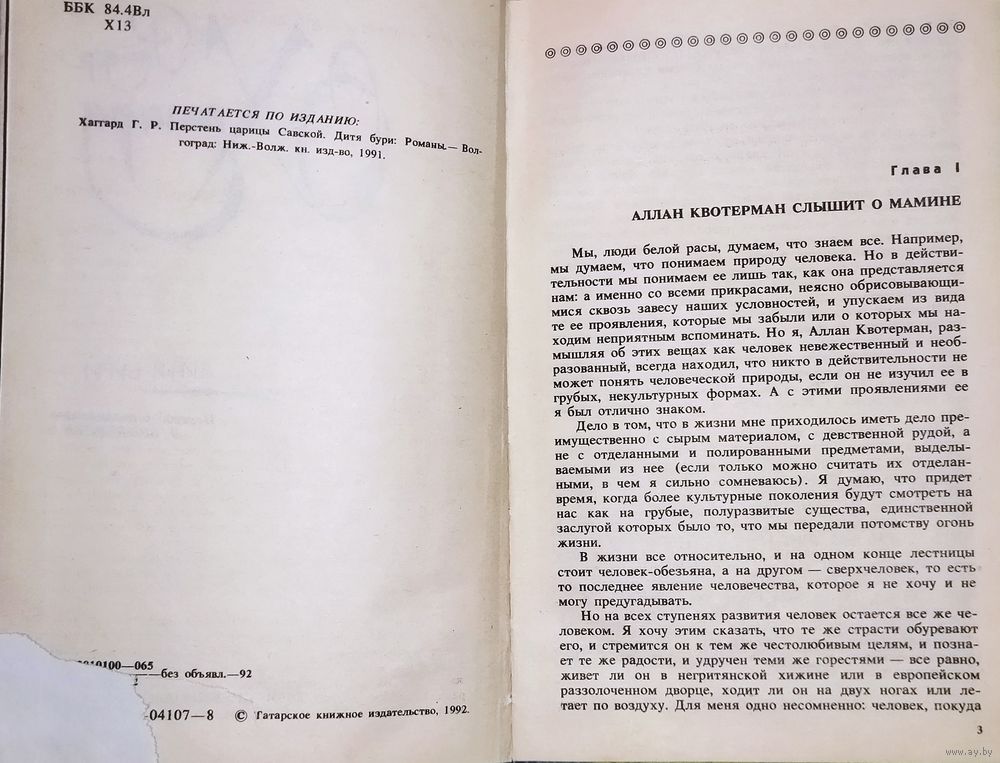 ББК 84.4Вл
Х13
ПЕЧАТАЕТСЯ ПО ИЗДАНИЮ:
Хаггард Г. Р. Перстень царицы Савской. Дитя бури: Романы.— Вол-
гоград: Ниж.-Волж. кн. изд-во, 1991.
0100—065
—без объявл.—92
-04107—8 © Татарское книжное издательство, 1992.
Глава I
АЛЛАН КВОТЕРМАН СЛЫШИТ О МАМИНЕ
Мы, люди белой расы, думаем, что знаем все. Например,
мы думаем, что понимаем природу человека. Но в действи-
тельности мы понимаем ее лишь так, как она представляется
нам: а именно со всеми прикрасами, неясно обрисовывающи-
мися сквозь завесу наших условностей, и упускаем из вида
те ее проявления, которые мы забыли или о которых мы на-
ходим неприятным вспоминать. Но я, Аллан Квотерман, раз-
мышляя об этих вещах как человек невежественный и необ-
разованный, всегда находил, что никто в действительности не
может понять человеческой природы, если он не изучил ее в
грубых, некультурных формах. А с этими проявлениями ее
я был отлично знаком.
Дело в том, что в жизни мне приходилось иметь дело пре-
имущественно с сырым материалом, с девственной рудой, а
не с отделанными и полированными предметами, выделы-
ваемыми из нее (если только можно считать их отделан-
ными, в чем я сильно сомневаюсь). Я думаю, что придет
время, когда более культурные поколения будут смотреть на
нас как на грубые, полуразвитые существа, единственной
заслугой которых было то, что мы передали потомству огонь
жизни.
В жизни все относительно, и на одном конце лестницы
стоит человек-обезьяна, а на другом — сверхчеловек, то есть
то последнее явление человечества, которое я не хочу и не
могу предугадывать.
Но на всех ступенях развития человек остается все же че-
ловеком. Я хочу этим сказать, что те же страсти обуревают
его, и стремится он к тем же честолюбивым целям, и позна-
ет те же радости, и удручен теми же горестями — все равно,
живет ли он в негритянской хижине или в европейском
раззолоченном дворце, ходит ли он на двух ногах или ле-
тает по воздуху. Для меня одно несомненно: человек, покуда
3
www.ay.by